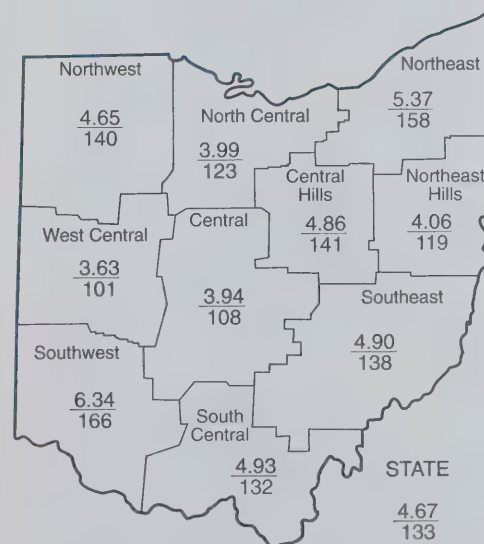 Northwest
4.65
140
North Central
3.99
123
Northeast
5.37
158
West Central
3.63
101
Central
3.94
108
Central
Hills
4.86
141
Northeast
Hills
4.06
119
Southwest
6.34
166
South
Central
4.93
132
Southeast
4.90
138
STATE
4.67
133